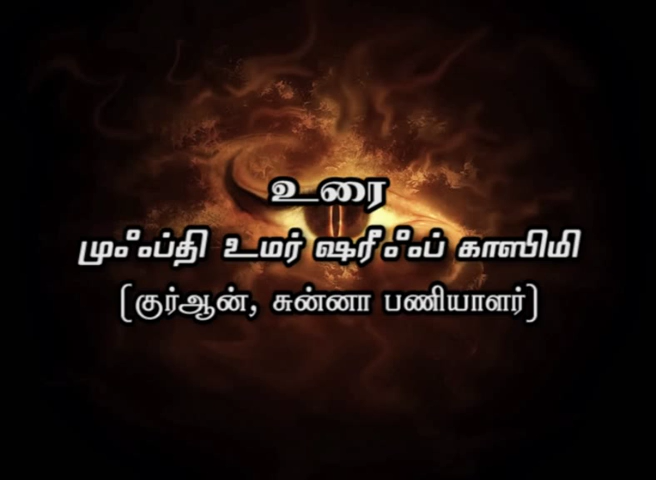 உரை
முஃப்தி உமர் ஷரீஃப் காஸிமி
(குர்ஆன், சுன்னா பணியாளர்)